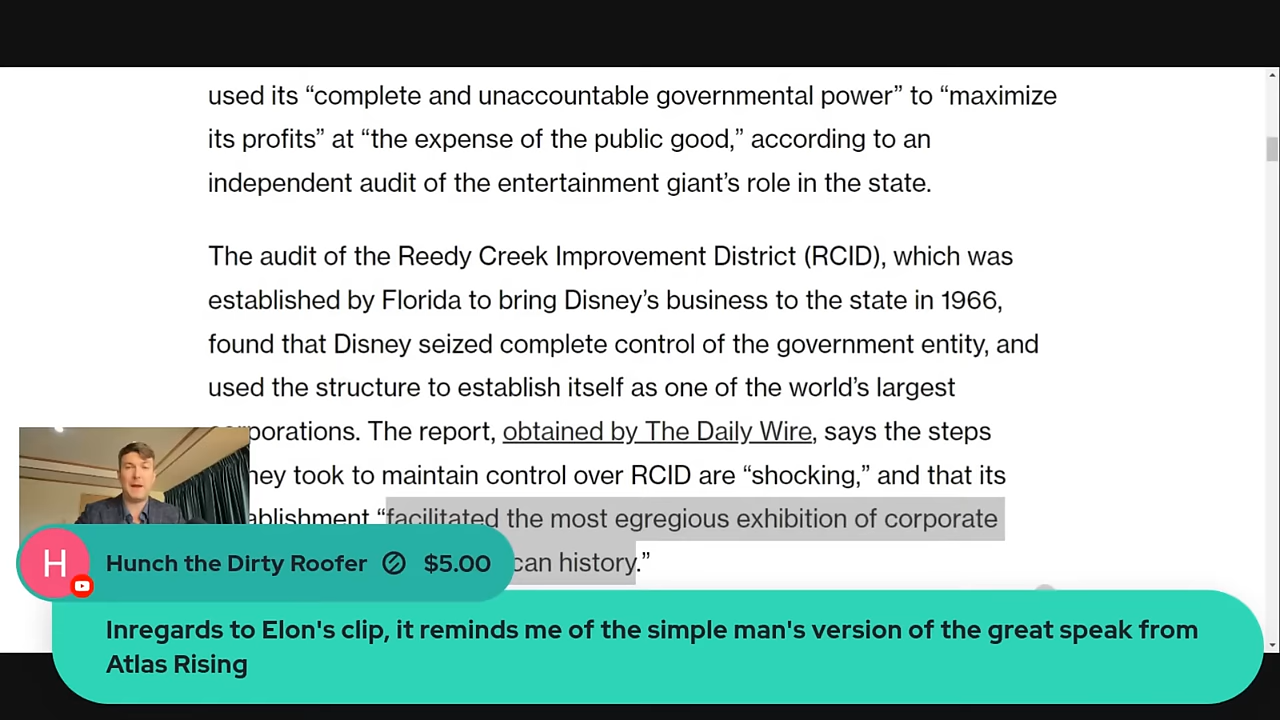 used its “complete and unaccountable governmental power” to “maximize
its profits” at “the expense of the public good,” according to an
independent audit of the entertainment giant’s role in the state.
The audit of the Reedy Creek Improvement District (RCID), which was
established by Florida to bring Disney’s business to the state in 1966,
found that Disney seized complete control of the government entity, and
used the structure to establish itself as one of the world’s largest
corporations. The report, obtained by The Daily Wire, says the steps
took to maintain control over RCID are “shocking,” and that its
“facilitated the most egregious exhibition of corporate
history.”
H
Hunch the Dirty Roofer $5.00
Inregards to Elon's clip, it reminds me of the simple man's version of the great speak from
Atlas Rising